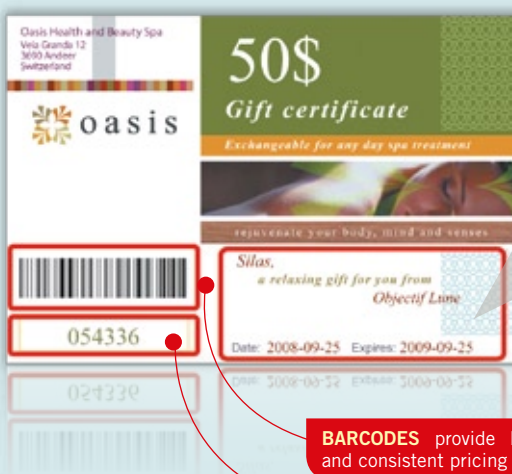 Oasis Health and Beauty Spa
Vela Granda 12
3690 Andeer
Switzerland
oasis
50$
Gift certificate
Exchangeable for any day spa treatment
rejuvenate your body, mind and senses
Silas,
a relaxing gift for you from
Objectif Lune
Date: 2008-09-25 Expires: 2009-09-25
054336
BARCODES provide
and consistent pricing